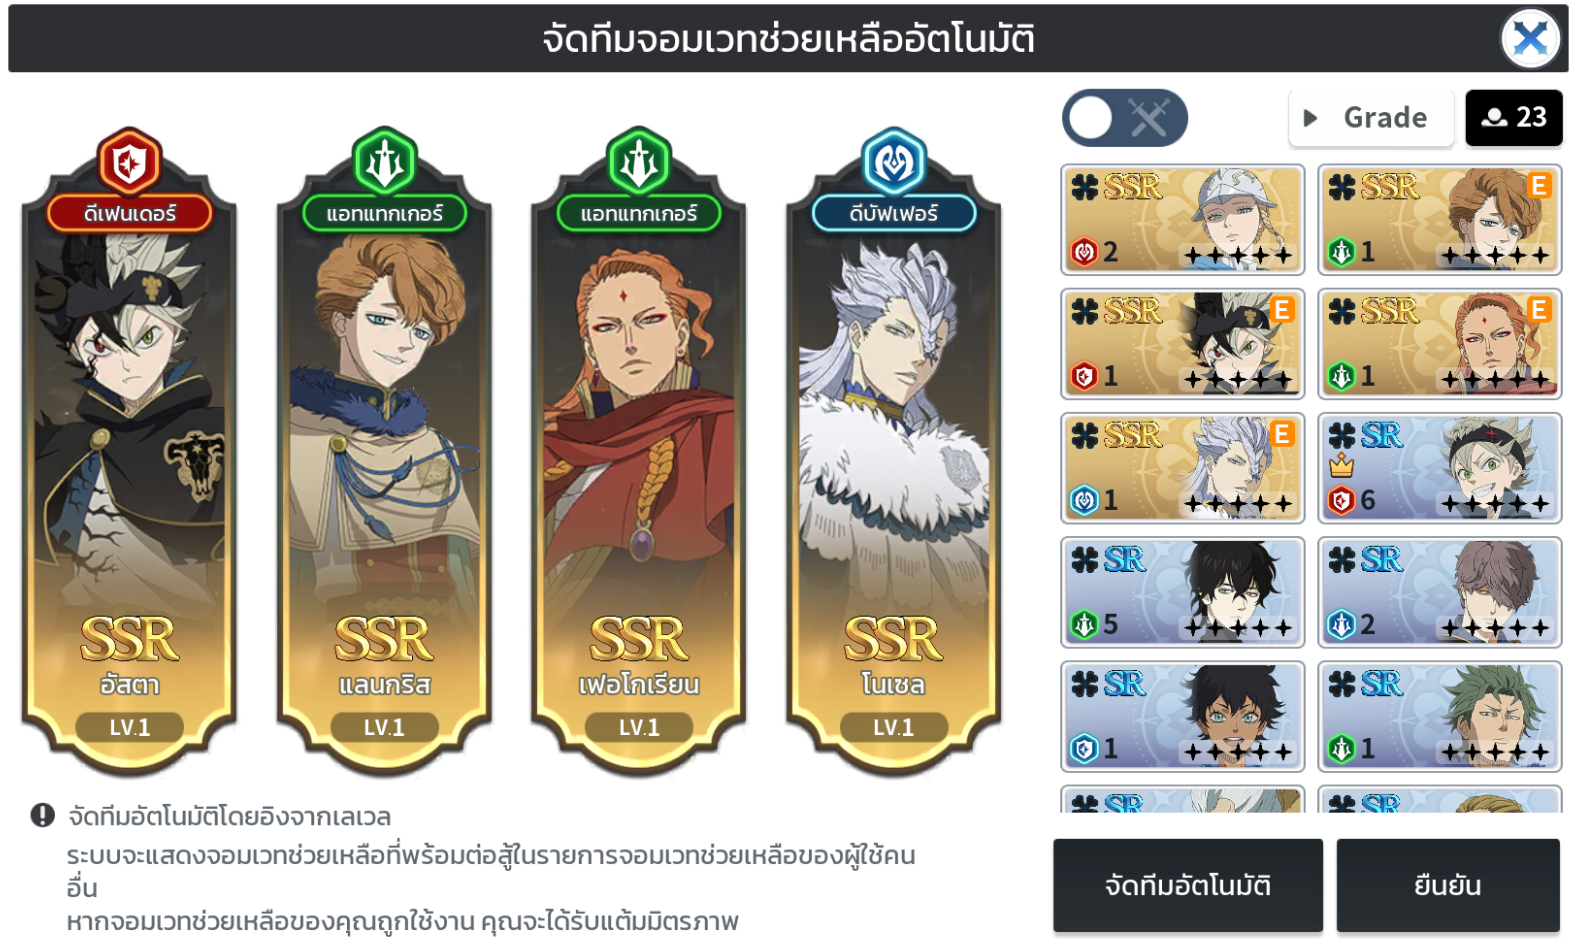 จัดทีมจอมเวทช่วยเหลืออัตโนมัติ
Grade
23
ดีเฟนเดอร์
แอทแทกเกอร์
แอทแทกเกอร์
ดีบัฟเฟอร์
SSR
อัสตา
LV.1
SSR
แลนกริส
LV.1
SSR
เฟอโกเรียน
LV.1
SSR
โนเซล
LV.1
SSR
2
SSR
E
1
SSR
E
1
SSR
E
1
SSR
E
1
SR
6
SR
5
SR
2
SR
1
SR
1
SR
SR
จัดทีมอัตโนมัติโดยอิงจากเลเวล
ระบบจะแสดงจอมเวทช่วยเหลือที่พร้อมต่อสู้ในรายการจอมเวทช่วยเหลือของผู้ใช้คน
อื่น
หากจอมเวทช่วยเหลือของคุณถูกใช้งาน คุณจะได้รับแต้มมิตรภาพ
จัดทีมอัตโนมัติ
ยืนยัน